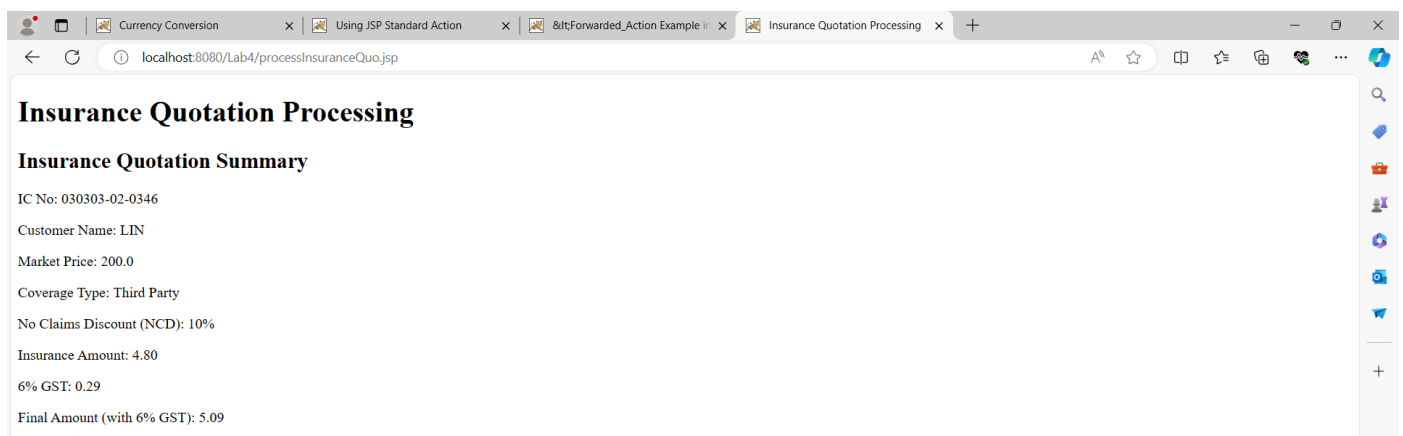 Currency Conversion
Using JSP Standard Action
&lt;Forwarded_Action Example in
Insurance Quotation Processing
localhost:8080/Lab4/processInsuranceQuo.jsp
Insurance Quotation Processing
Insurance Quotation Summary
IC No: 030303-02-0346
Customer Name: LIN
Market Price: 200.0
Coverage Type: Third Party
No Claims Discount (NCD): 10%
Insurance Amount: 4.80
6% GST: 0.29
Final Amount (with 6% GST): 5.09